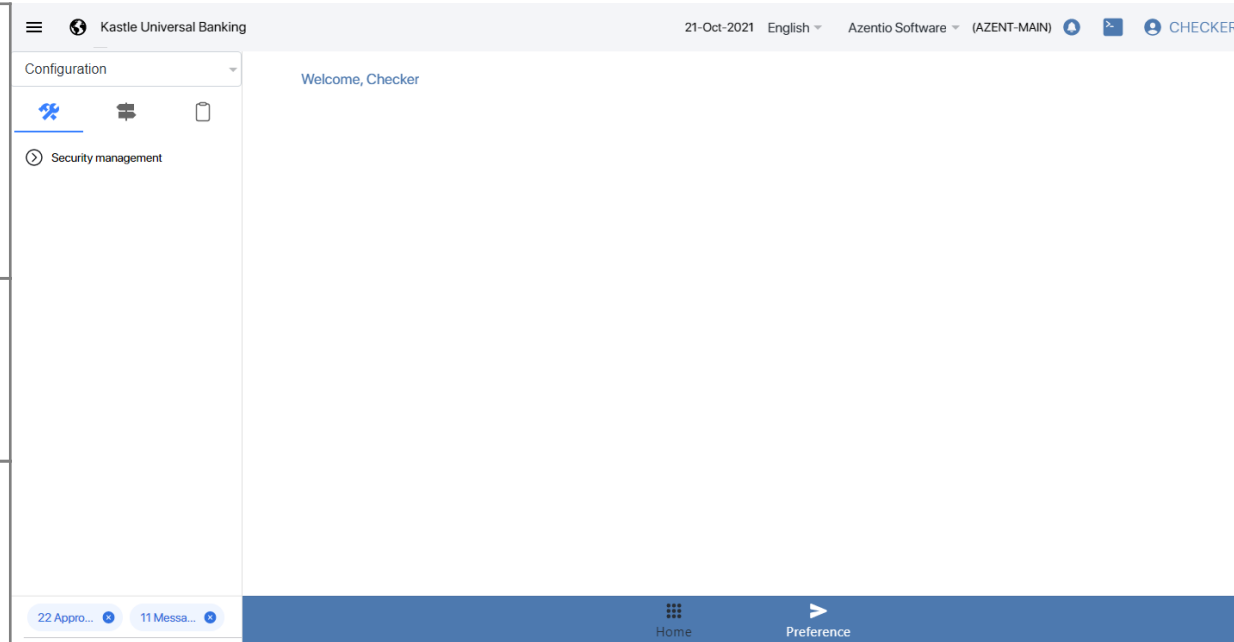 Kastle Universal Banking
21-Oct-2021 English Azentio Software (AZENT-MAIN) CHECKER
Configuration
Welcome, Checker
Security management
22 Appro... 11 Messa...
Home Preference